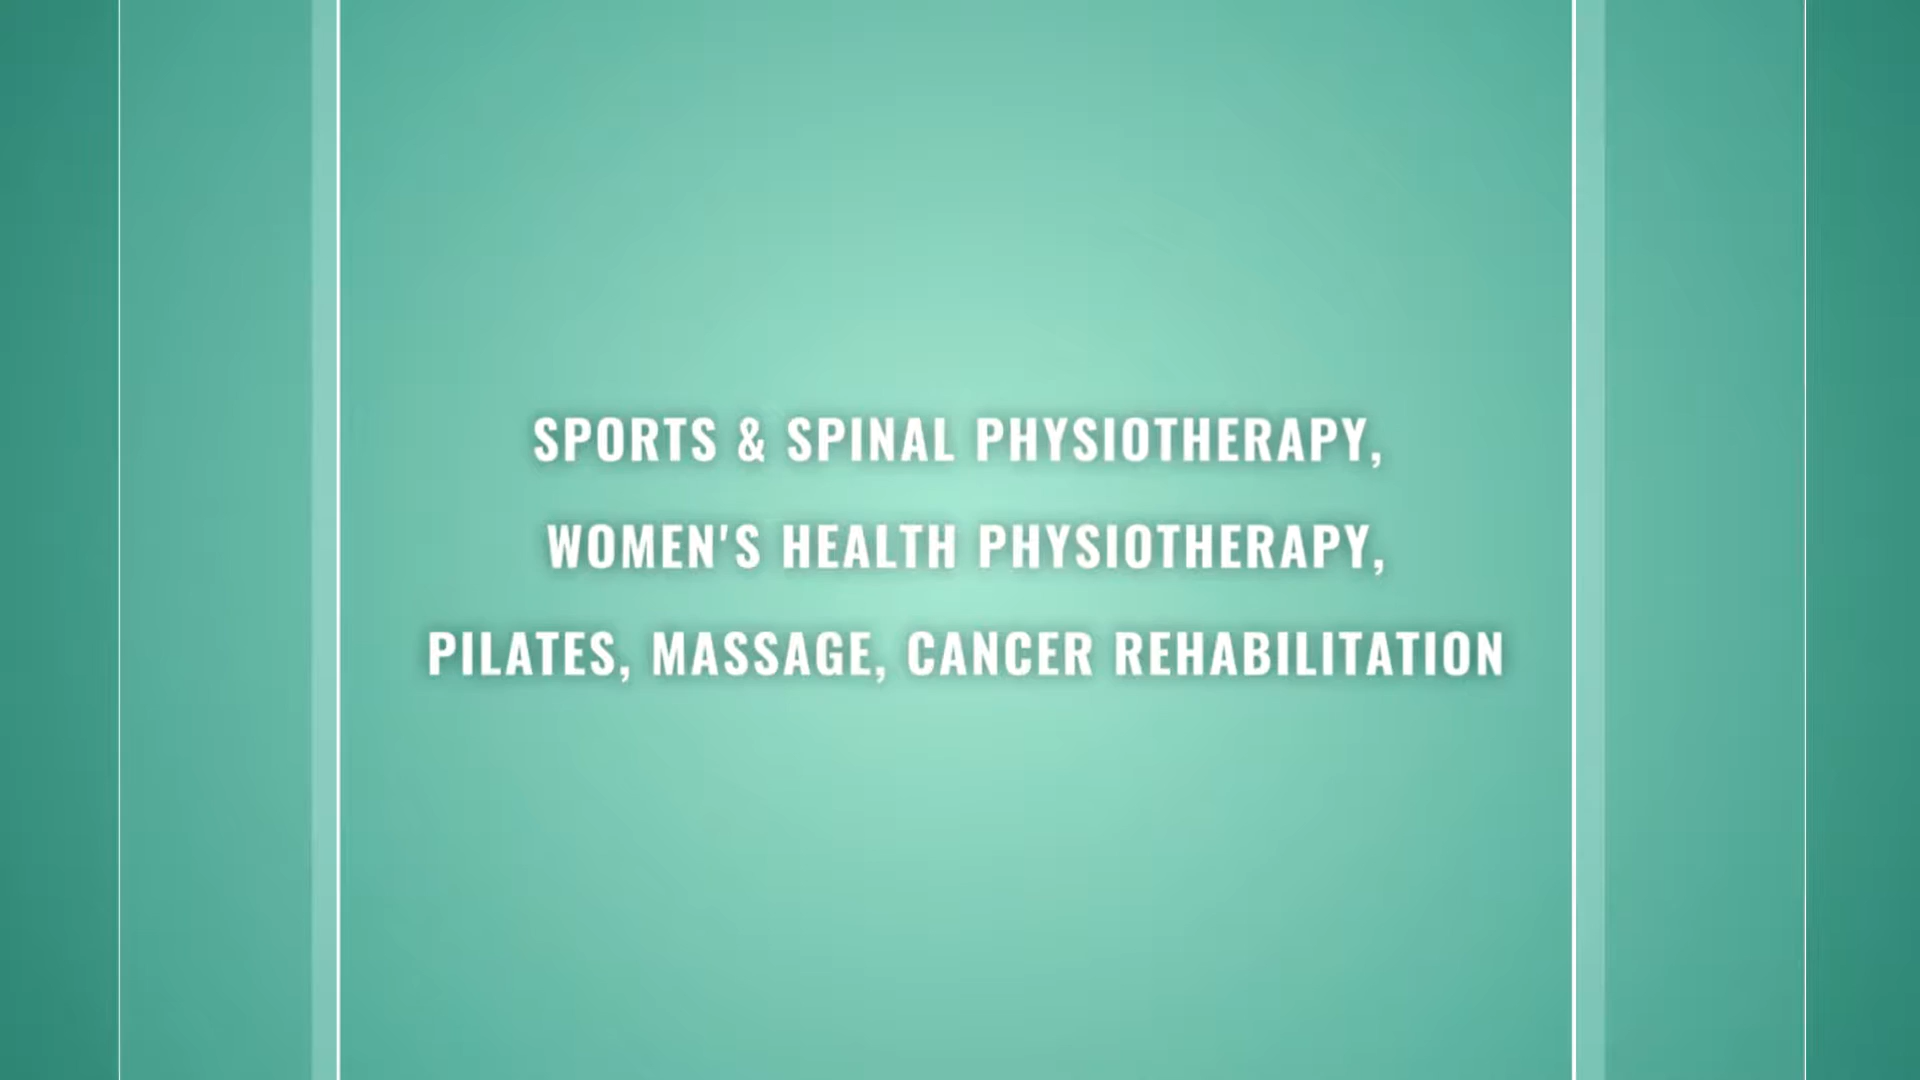 SPORTS & SPINAL PHYSIOTHERAPY,
WOMEN'S HEALTH PHYSIOTHERAPY,
PILATES, MASSAGE, CANCER REHABILITATION